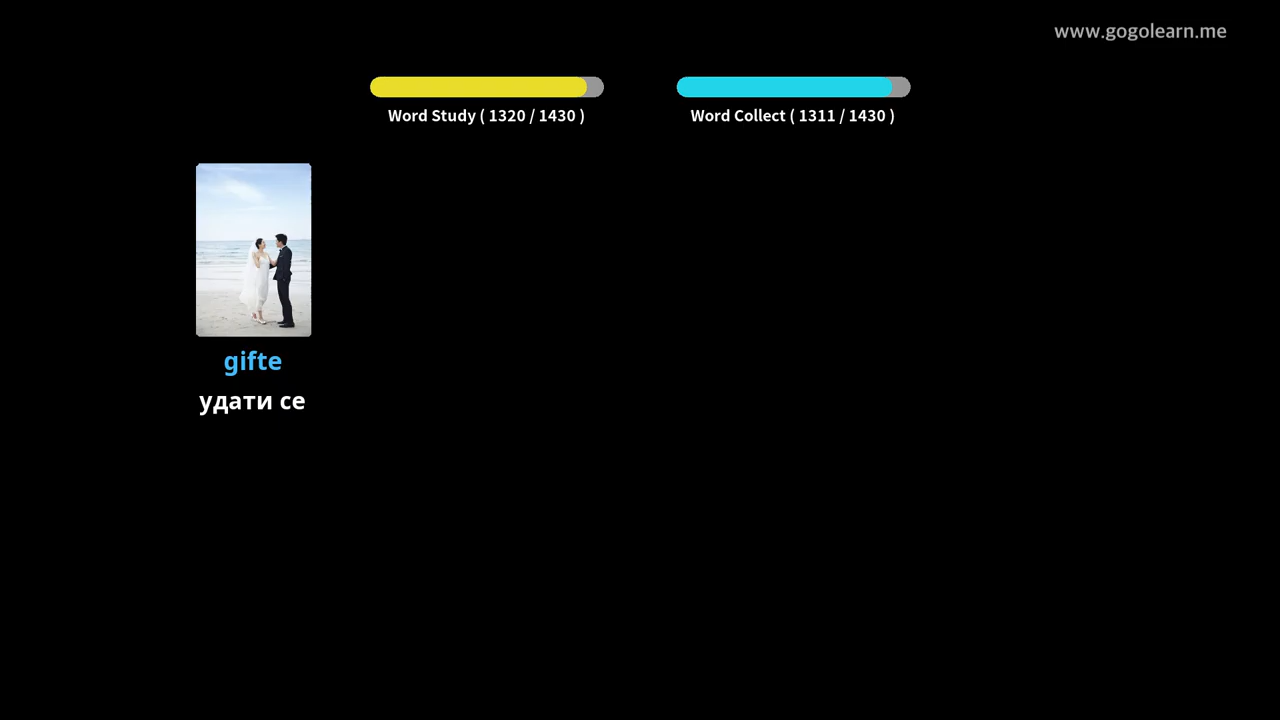 www.gogolearn.me
Word Study ( 1320 / 1430 )
Word Collect ( 1311 / 1430 )
gifte
удати се